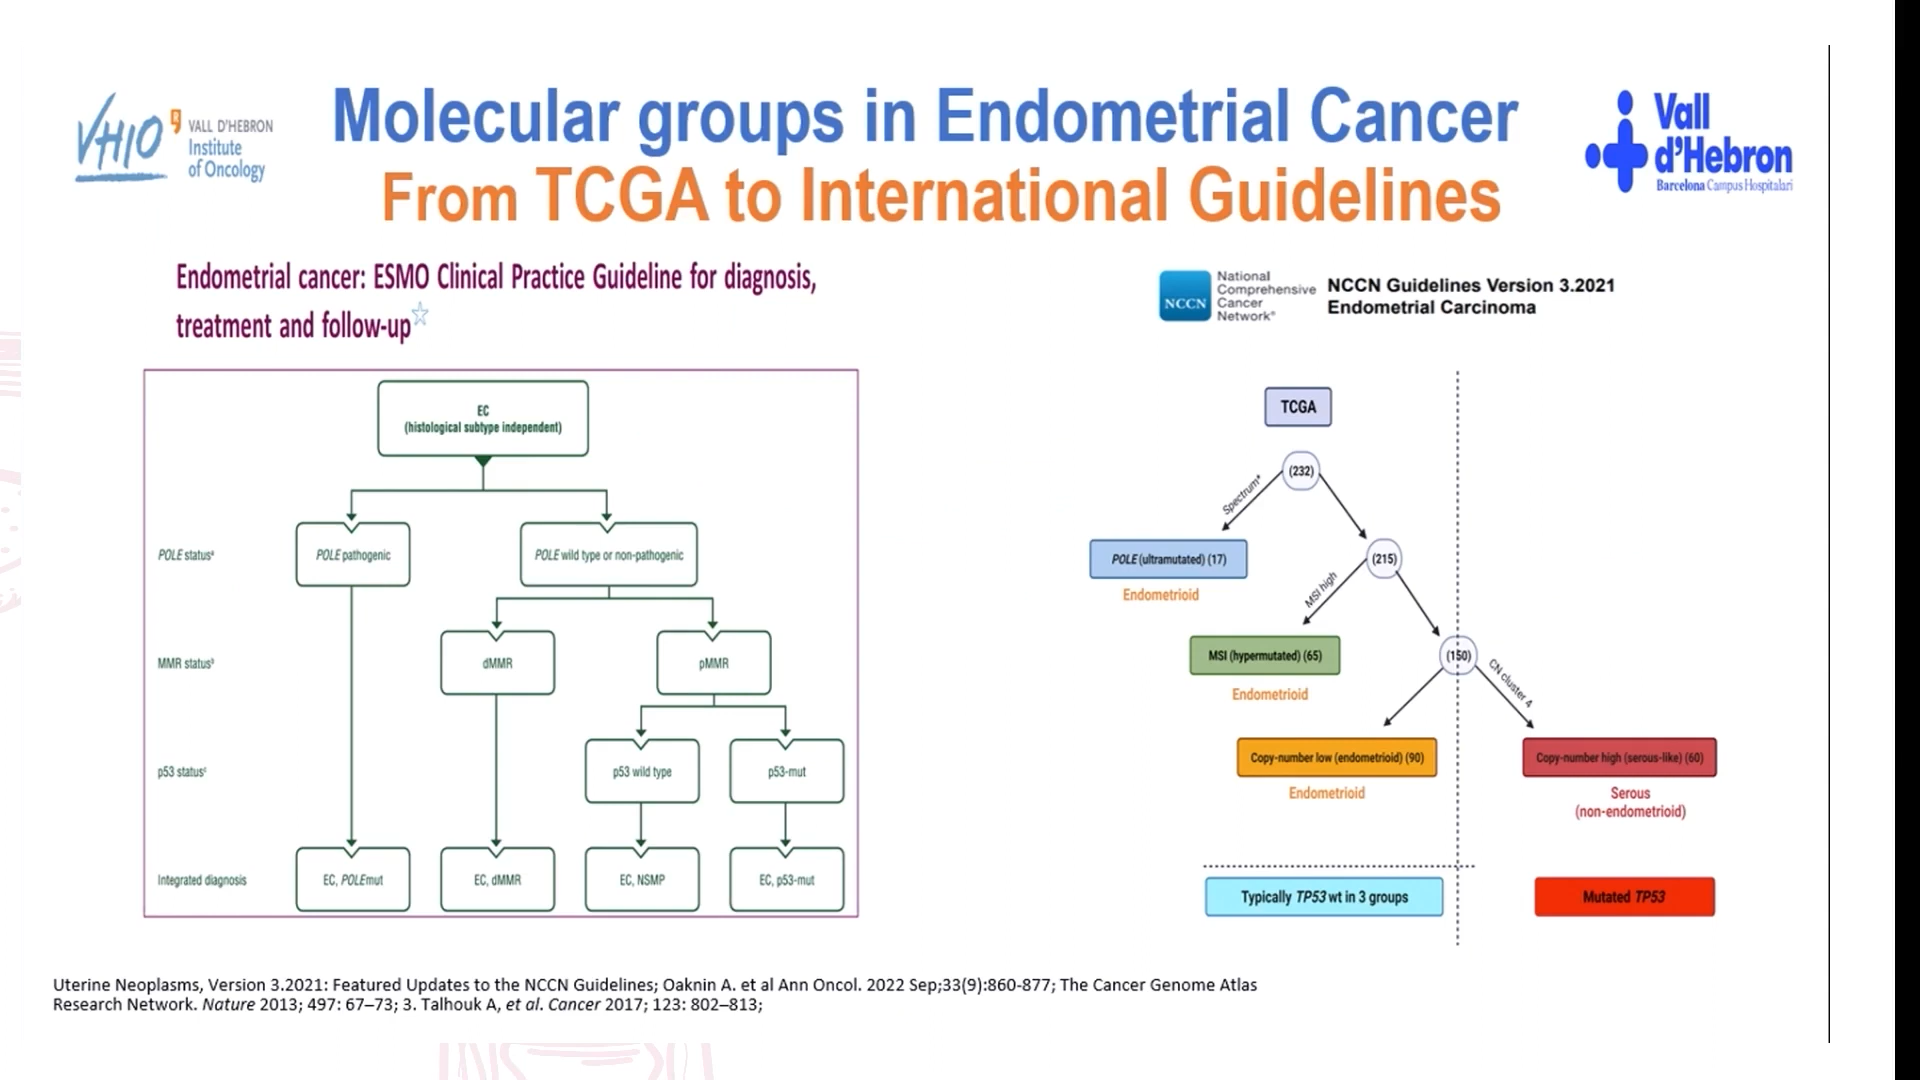 VHIO
VALL D'HEBRON
Institute
of Oncology
Molecular groups in Endometrial Cancer
From TCGA to International Guidelines
Vall
d'Hebron
Barcelona Campus Hospitalari
Endometrial cancer: ESMO Clinical Practice Guideline for diagnosis,
treatment and follow-up☆
EC
(histological subtype independent)
POLE statusᵃ
POLE pathogenic
POLE wild type or non-pathogenic
MMR statusᵇ
dMMR
pMMR
p53 statusᶜ
p53 wild type
p53-mut
Integrated diagnosis
EC, POLEmut
EC, dMMR
EC, NSMP
EC, p53-mut
NCCN
National
Comprehensive
Cancer
Network®
NCCN Guidelines Version 3.2021
Endometrial Carcinoma
TCGA
(232)
Spectrum*
POLE (ultramutated) (17)
Endometrioid
(215)
MSI high
MSI (hypermutated) (65)
Endometrioid
(150)
CN cluster 4
Copy-number low (endometrioid) (90)
Endometrioid
Copy-number high (serous-like) (60)
Serous
(non-endometrioid)
Typically TP53 wt in 3 groups
Mutated TP53
Uterine Neoplasms, Version 3.2021: Featured Updates to the NCCN Guidelines; Oaknin A. et al Ann Oncol. 2022 Sep;33(9):860-877; The Cancer Genome Atlas
Research Network. Nature 2013; 497: 67–73; 3. Talhouk A, et al. Cancer 2017; 123: 802–813;